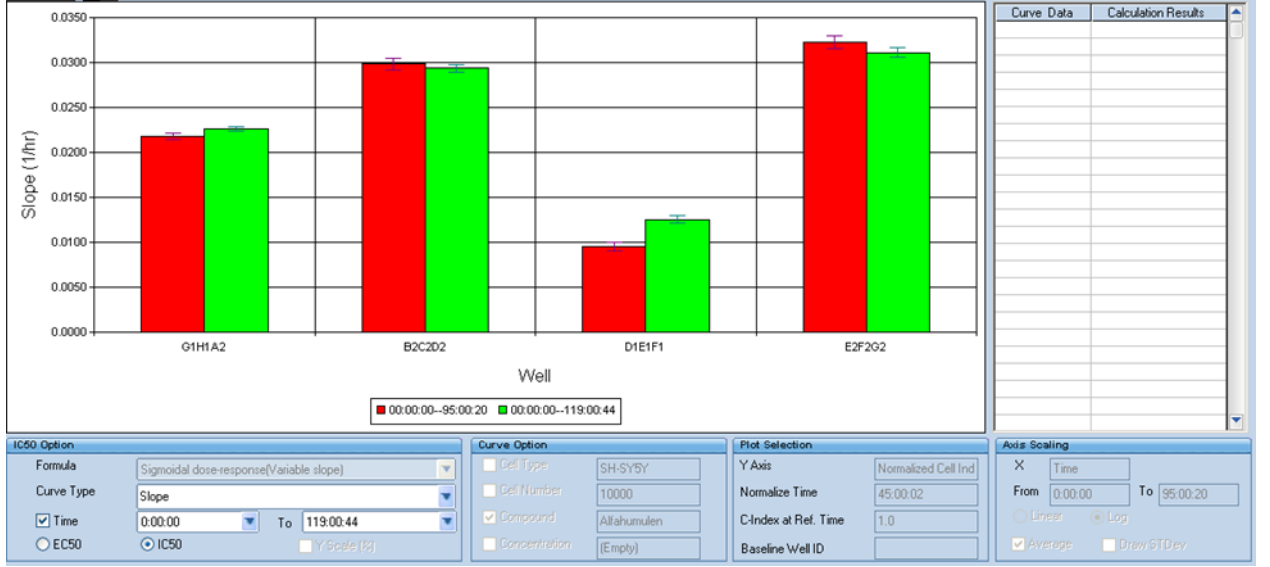 Curve Data Calculation Results
0.0350
0.0300
0.0250
0.0200
0.0150
0.0100
0.0050
0.0000
Slope (1/hr)
G1H1A2 B2C2D2 D1E1F1 E2F2G2
Well
00:00:00--95:00:20 00:00:00--119:00:44
IC50 Option
Formula Sigmoidal dose-response(Variable slope)
Curve Type Slope
Time 0:00:00 To 119:00:44
EC50 IC50 Y Scale (%)
Curve Option
Cell Type SH-SY5Y
Cell Number 10000
Compound Alfahumulen
Concentration (Empty)
Plot Selection
Y Axis Normalized Cell Ind
Normalize Time 45:00:02
C-Index at Ref. Time 1.0
Baseline Well ID
Axis Scaling
X Time
From 0:00:00 To 95:00:20
Linear Log
Average Draw STDev